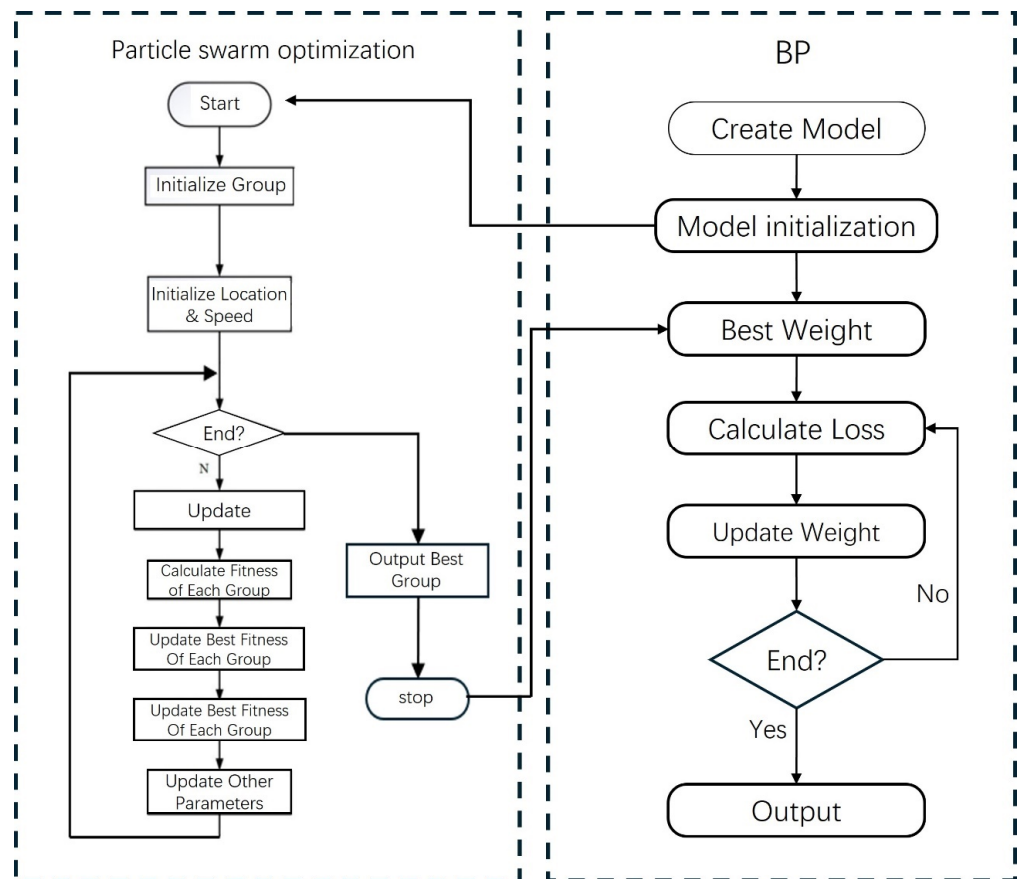 Particle swarm optimization
Start
Initialize Group
Initialize Location
& Speed
End?
N
Update
Calculate Fitness
of Each Group
Update Best Fitness
Of Each Group
Update Best Fitness
Of Each Group
Update Other
Parameters
Output Best
Group
stop
BP
Create Model
Model initialization
Best Weight
Calculate Loss
Update Weight
No
End?
Yes
Output